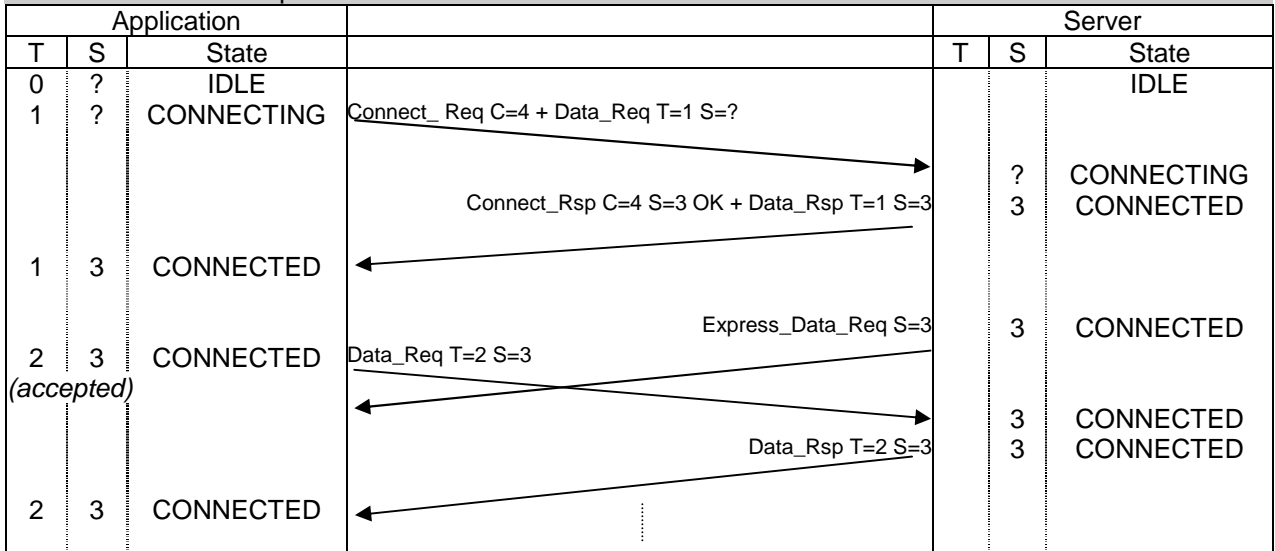 Application Server
T S State T S State
0 ? IDLE IDLE
1 ? CONNECTING Connect_ Req C=4 + Data_Req T=1 S=?
? CONNECTING
Connect_Rsp C=4 S=3 OK + Data_Rsp T=1 S=3 3 CONNECTED
1 3 CONNECTED
Express_Data_Req S=3 3 CONNECTED
2 3 CONNECTED Data_Req T=2 S=3
(accepted)
3 CONNECTED
Data_Rsp T=2 S=3 3 CONNECTED
2 3 CONNECTED